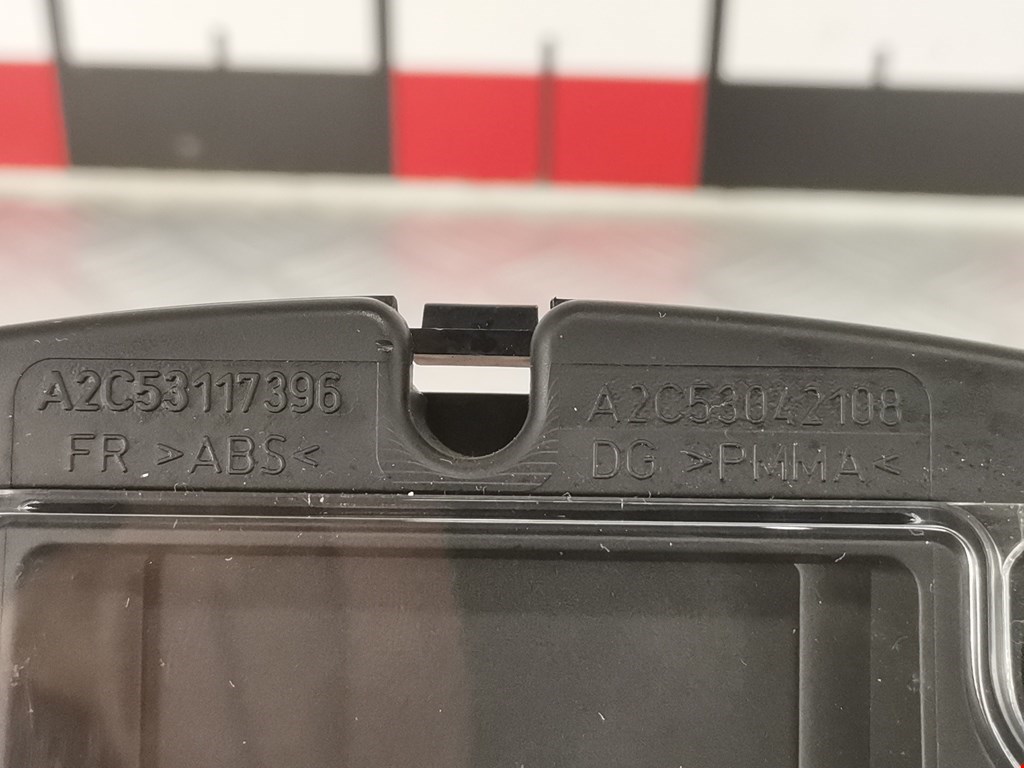 A2C53117396
FR >ABS<
A2C53042108
DG >PMMA<